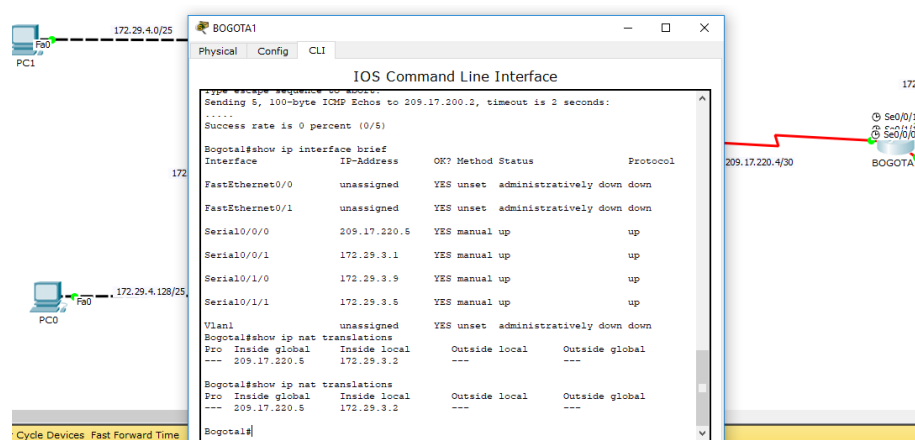 172.29.4.0/25
Fa0
PC1
172
172.29.4.128/25
Fa0
PC0
BOGOTA1
Physical Config CLI
IOS Command Line Interface
Type escape sequence to abort.
Sending 5, 100-byte ICMP Echos to 209.17.200.2, timeout is 2 seconds:
.....
Success rate is 0 percent (0/5)
Bogota1#show ip interface brief
Interface IP-Address OK? Method Status Protocol
FastEthernet0/0 unassigned YES unset administratively down down
FastEthernet0/1 unassigned YES unset administratively down down
Serial0/0/0 209.17.220.5 YES manual up up
Serial0/0/1 172.29.3.1 YES manual up up
Serial0/1/0 172.29.3.9 YES manual up up
Serial0/1/1 172.29.3.5 YES manual up up
Vlan1 unassigned YES unset administratively down down
Bogota1#show ip nat translations
Pro Inside global Inside local Outside local Outside global
--- 209.17.220.5 172.29.3.2 --- ---
Bogota1#show ip nat translations
Pro Inside global Inside local Outside local Outside global
--- 209.17.220.5 172.29.3.2 --- ---
Bogota1#
172
Se0/0/1
Se0/0/0
209.17.220.4/30
BOGOTA
Cycle Devices Fast Forward Time